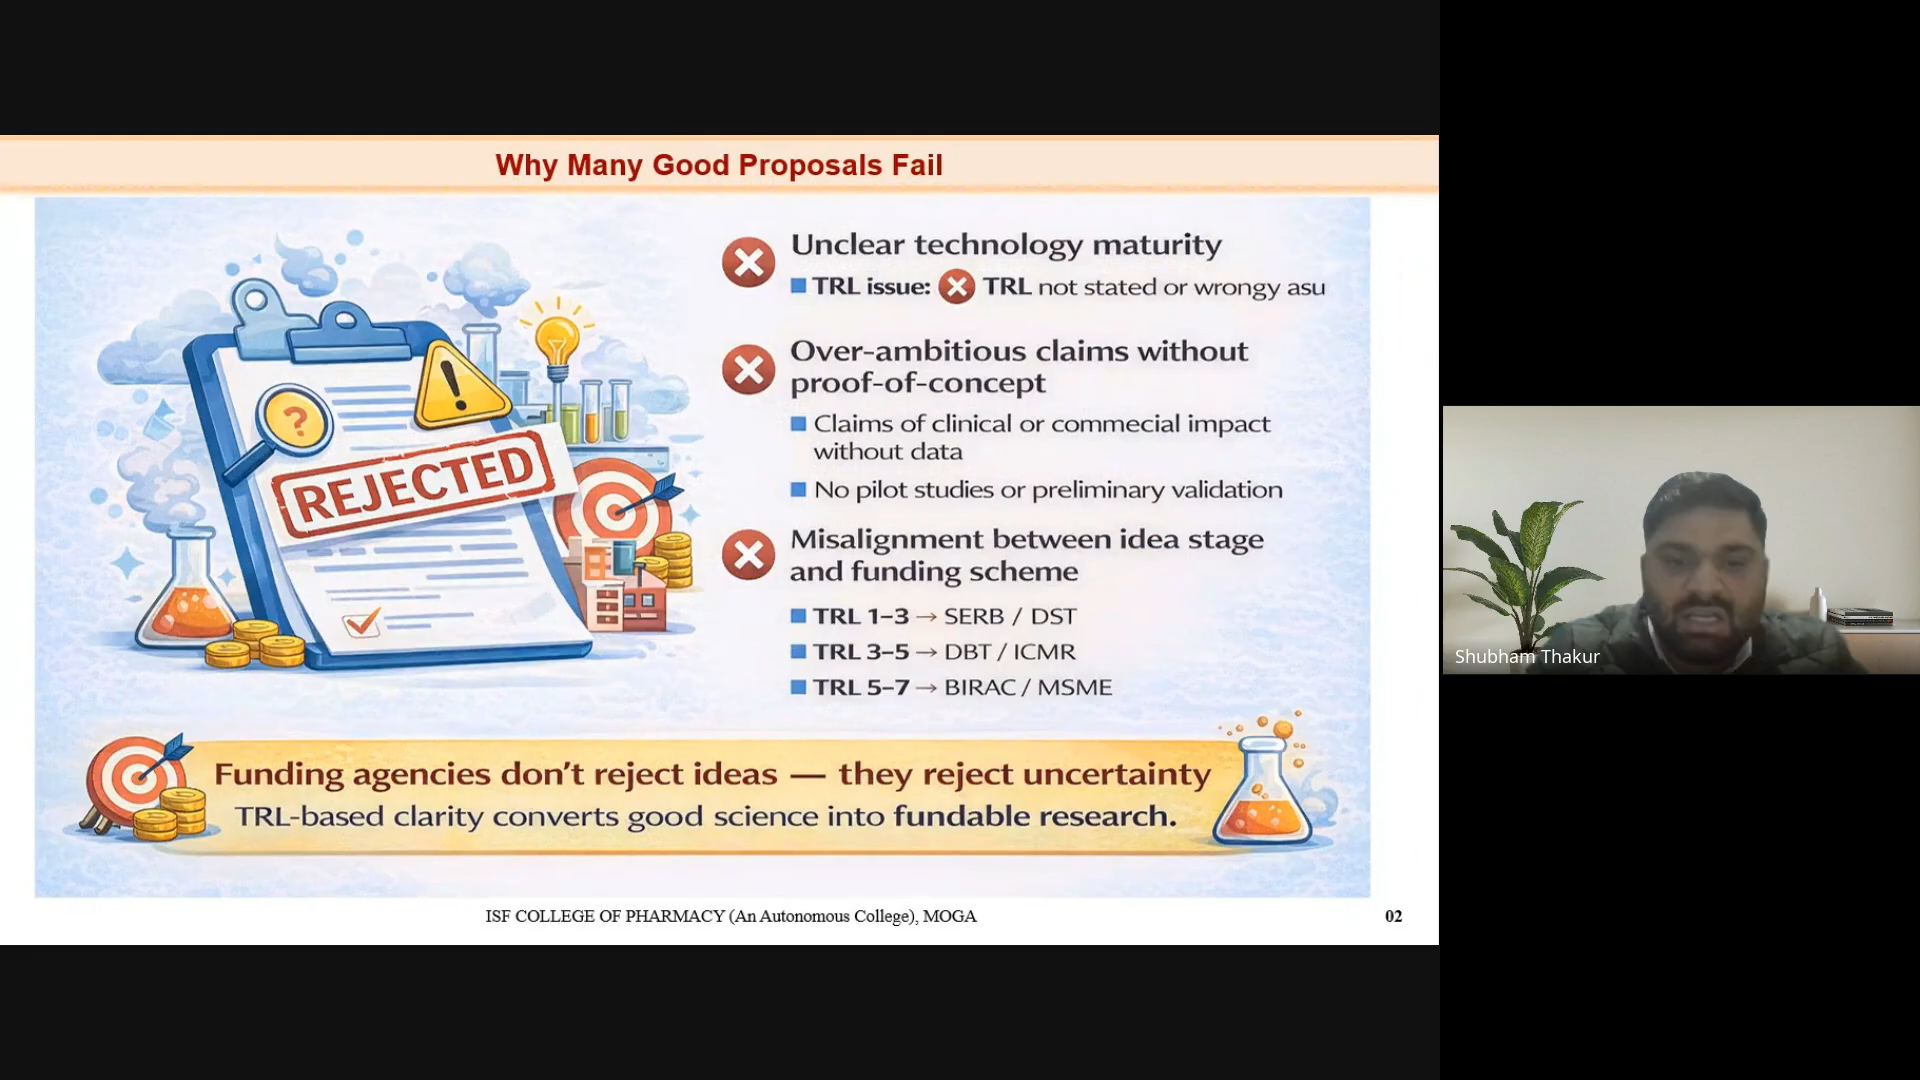 Why Many Good Proposals Fail
Unclear technology maturity
TRL issue: TRL not stated or wrongy asu
Over-ambitious claims without
proof-of-concept
Claims of clinical or commecial impact
without data
No pilot studies or preliminary validation
Misalignment between idea stage
and funding scheme
TRL 1–3 → SERB / DST
TRL 3–5 → DBT / ICMR
TRL 5–7 → BIRAC / MSME
?
!
REJECTED
Funding agencies don't reject ideas — they reject uncertainty
TRL-based clarity converts good science into fundable research.
ISF COLLEGE OF PHARMACY (An Autonomous College), MOGA
02
Shubham Thakur